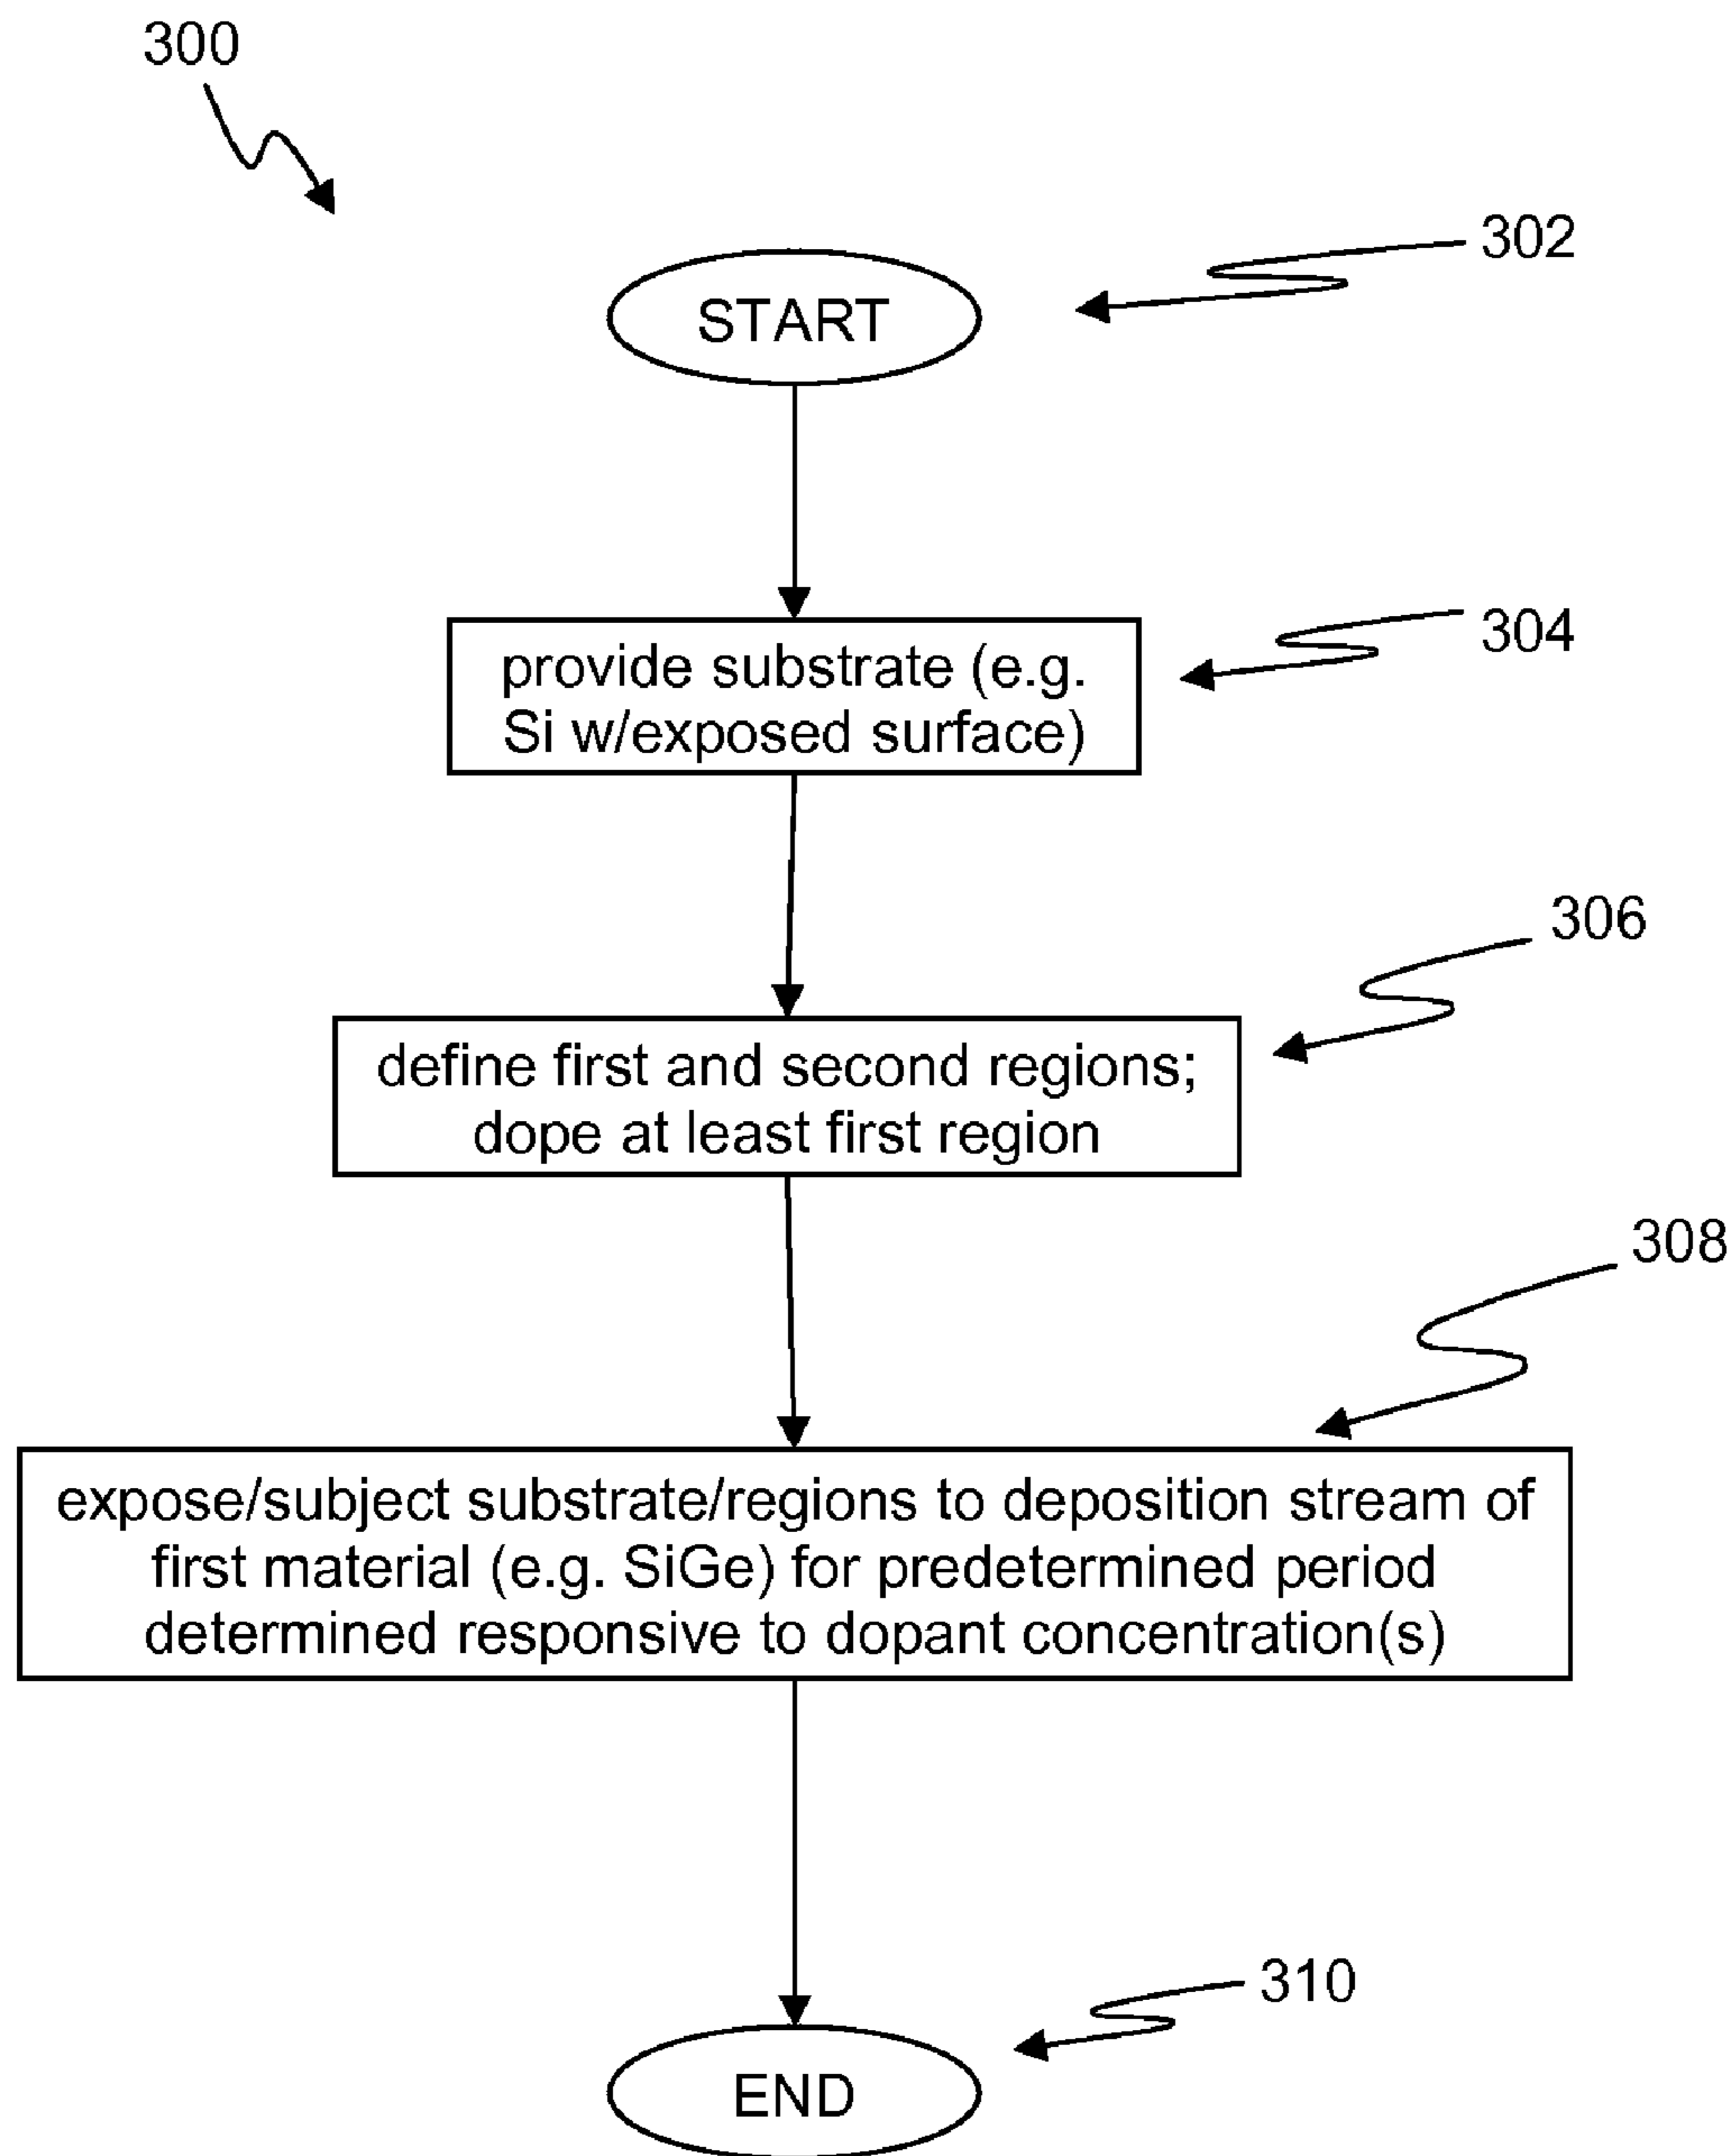 300
302
START
304
provide substrate (e.g.
Si w/exposed surface)
306
define first and second regions;
dope at least first region
308
expose/subject substrate/regions to deposition stream of
first material (e.g. SiGe) for predetermined period
determined responsive to dopant concentration(s)
310
END